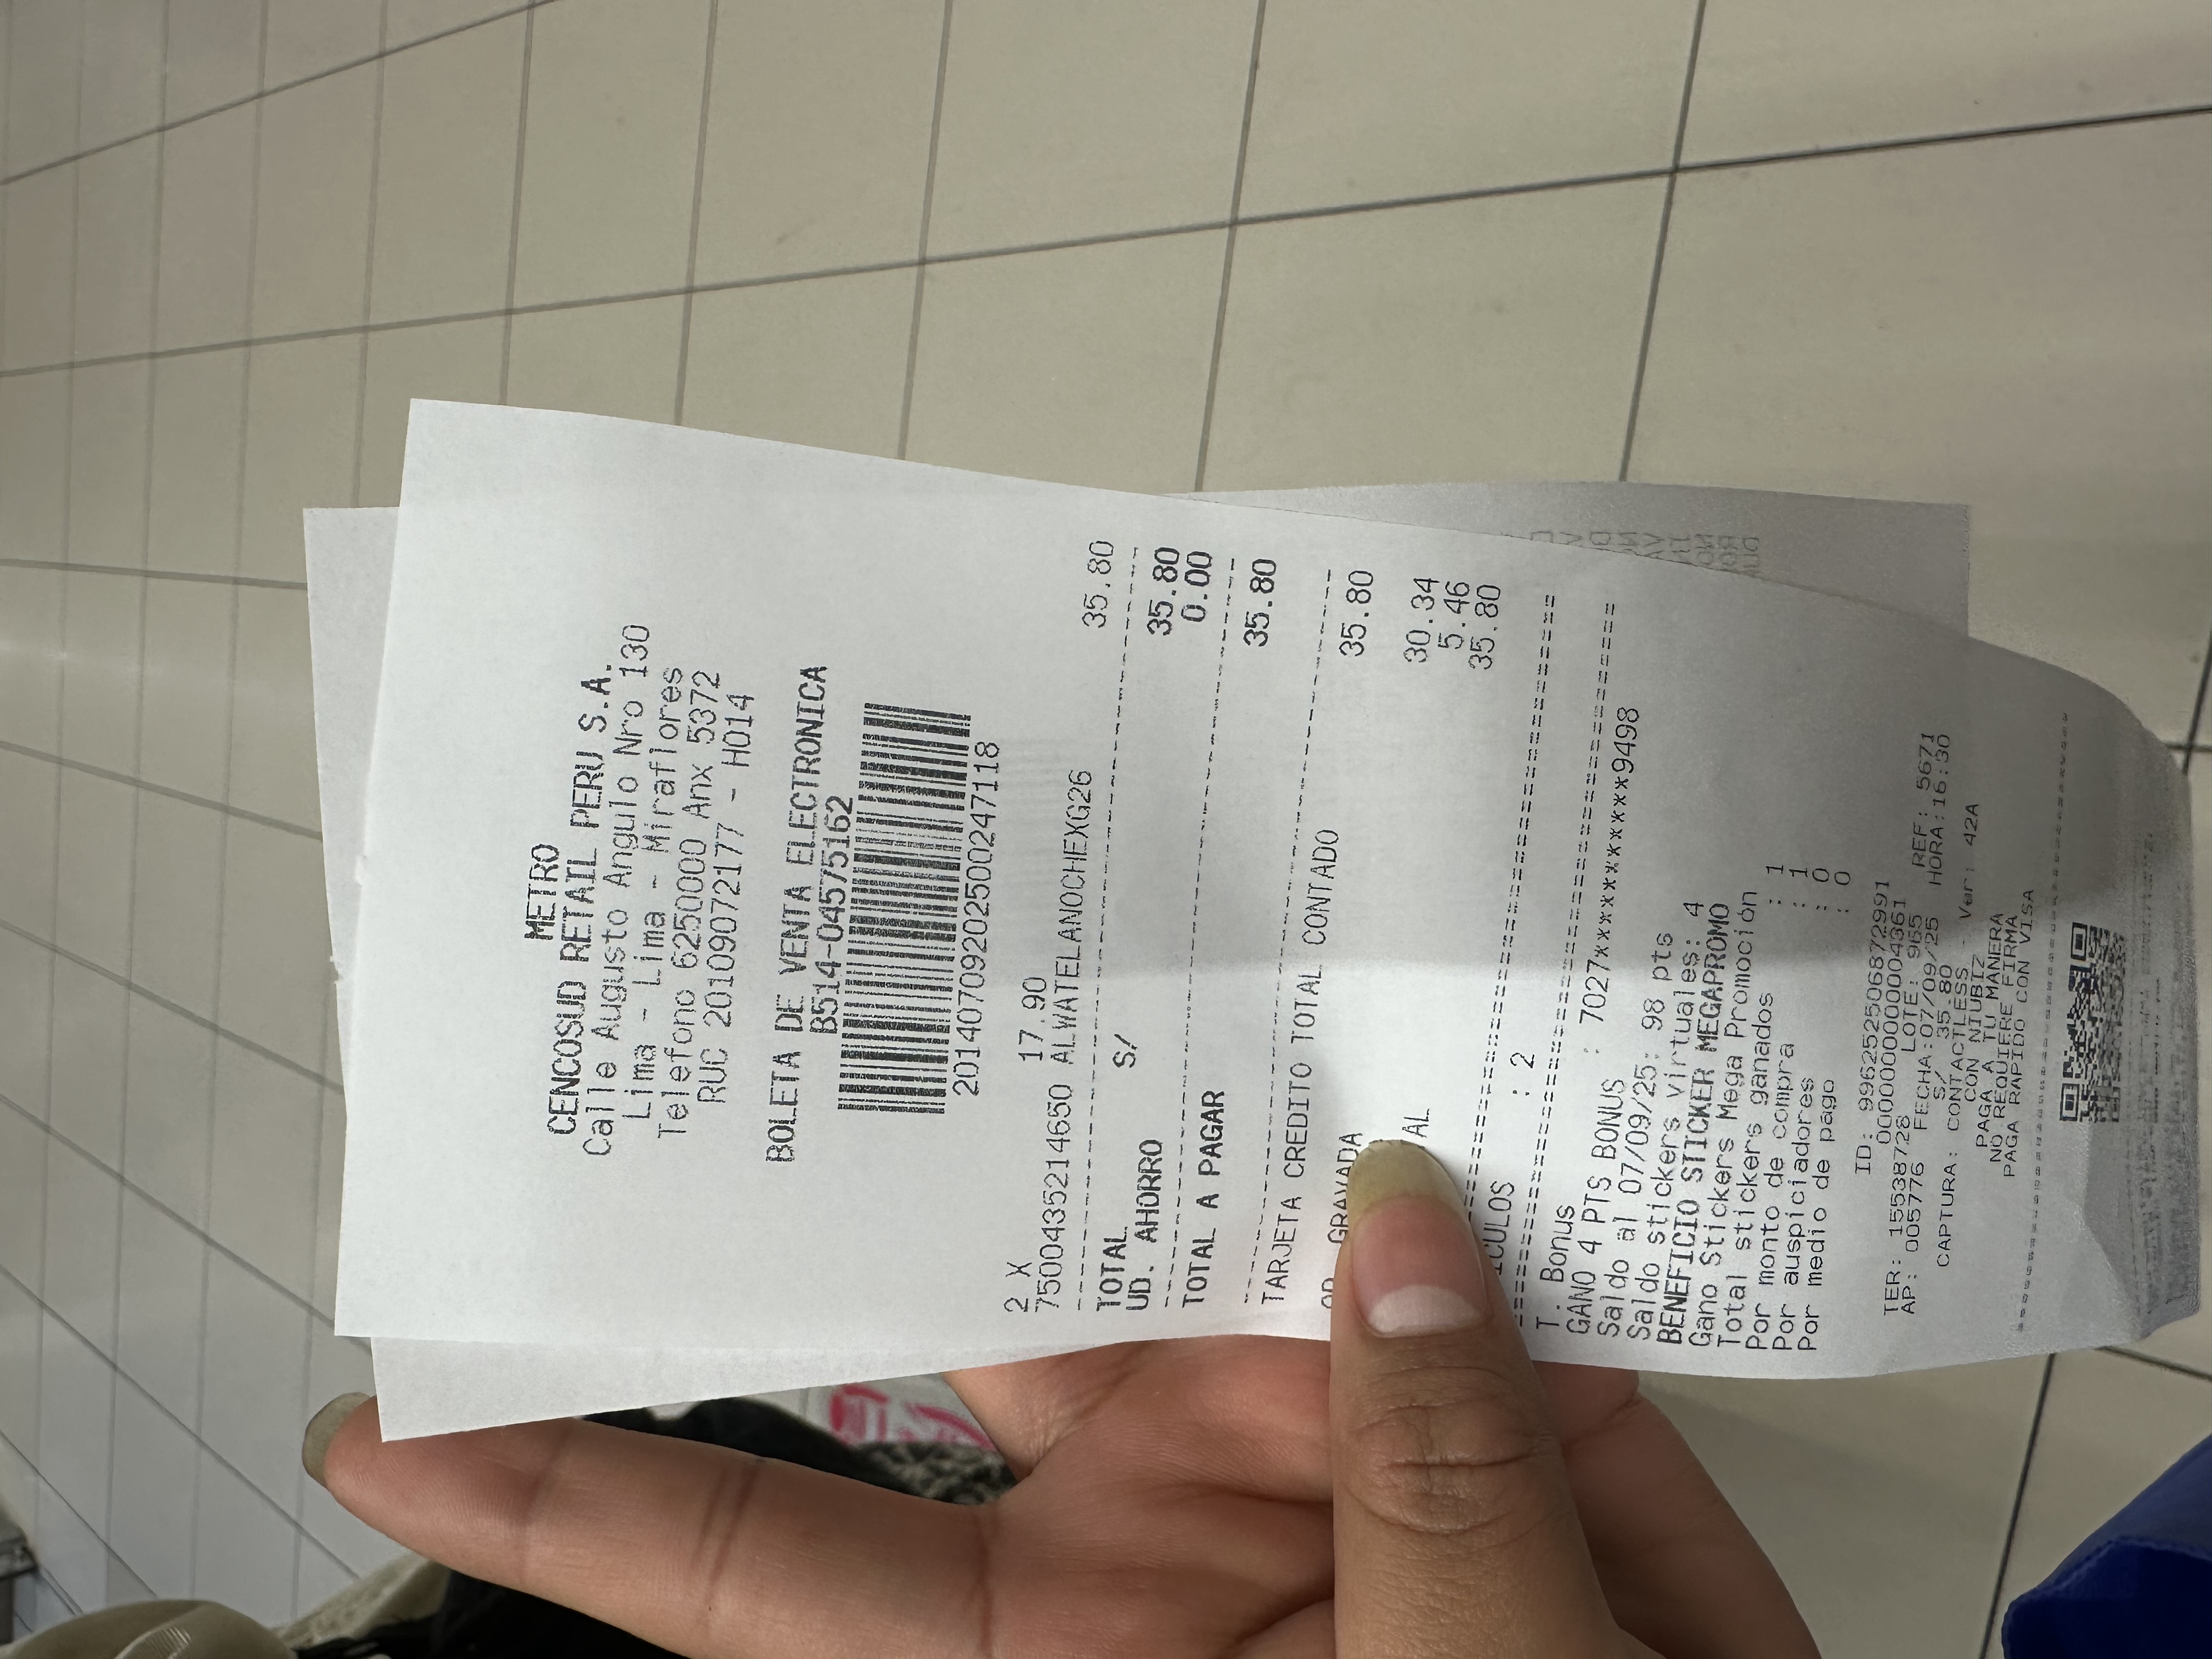 METRO
CENCOSUD RETAIL PERU S.A.
Calle Augusto Angulo Nro 130
Lima - Lima - Miraflores
Telefono 6250000 Anx 5372
RUC 20109072177 - H014
BOLETA DE VENTA ELECTRONICA
B514-04575162
20140709202500247118
2 X 17.90
7500435214650 ALWATELANOCHEXG26 35.80
TOTAL S/ 35.80
UD. AHORRO 0.00
TOTAL A PAGAR 35.80
TARJETA CREDITO TOTAL CONTADO 35.80
OP. GRAVADA 30.34
5.46
AL 35.80
ICULOS : 2
T. Bonus : 7027***********9498
GANO 4 PTS BONUS
Saldo al 07/09/25: 98 pts
Saldo stickers virtuales: 4
BENEFICIO STICKER MEGAPROMO
Gano Stickers Mega Promoción
Total stickers ganados : 1
Por monto de compra : 1
Por auspiciadores : 0
Por medio de pago : 0
ID: 996252506872991
0000000000004361
TER: 15538728 LOTE: 965 REF: 5671
AP: 005776 FECHA:07/09/25 HORA:16:30
S/ 35.80
CAPTURA: CONTACTLESS - Ver: 42A
CON NIUBIZ
PAGA A TU MANERA
NO REQUIERE FIRMA
PAGA RAPIDO CON VISA